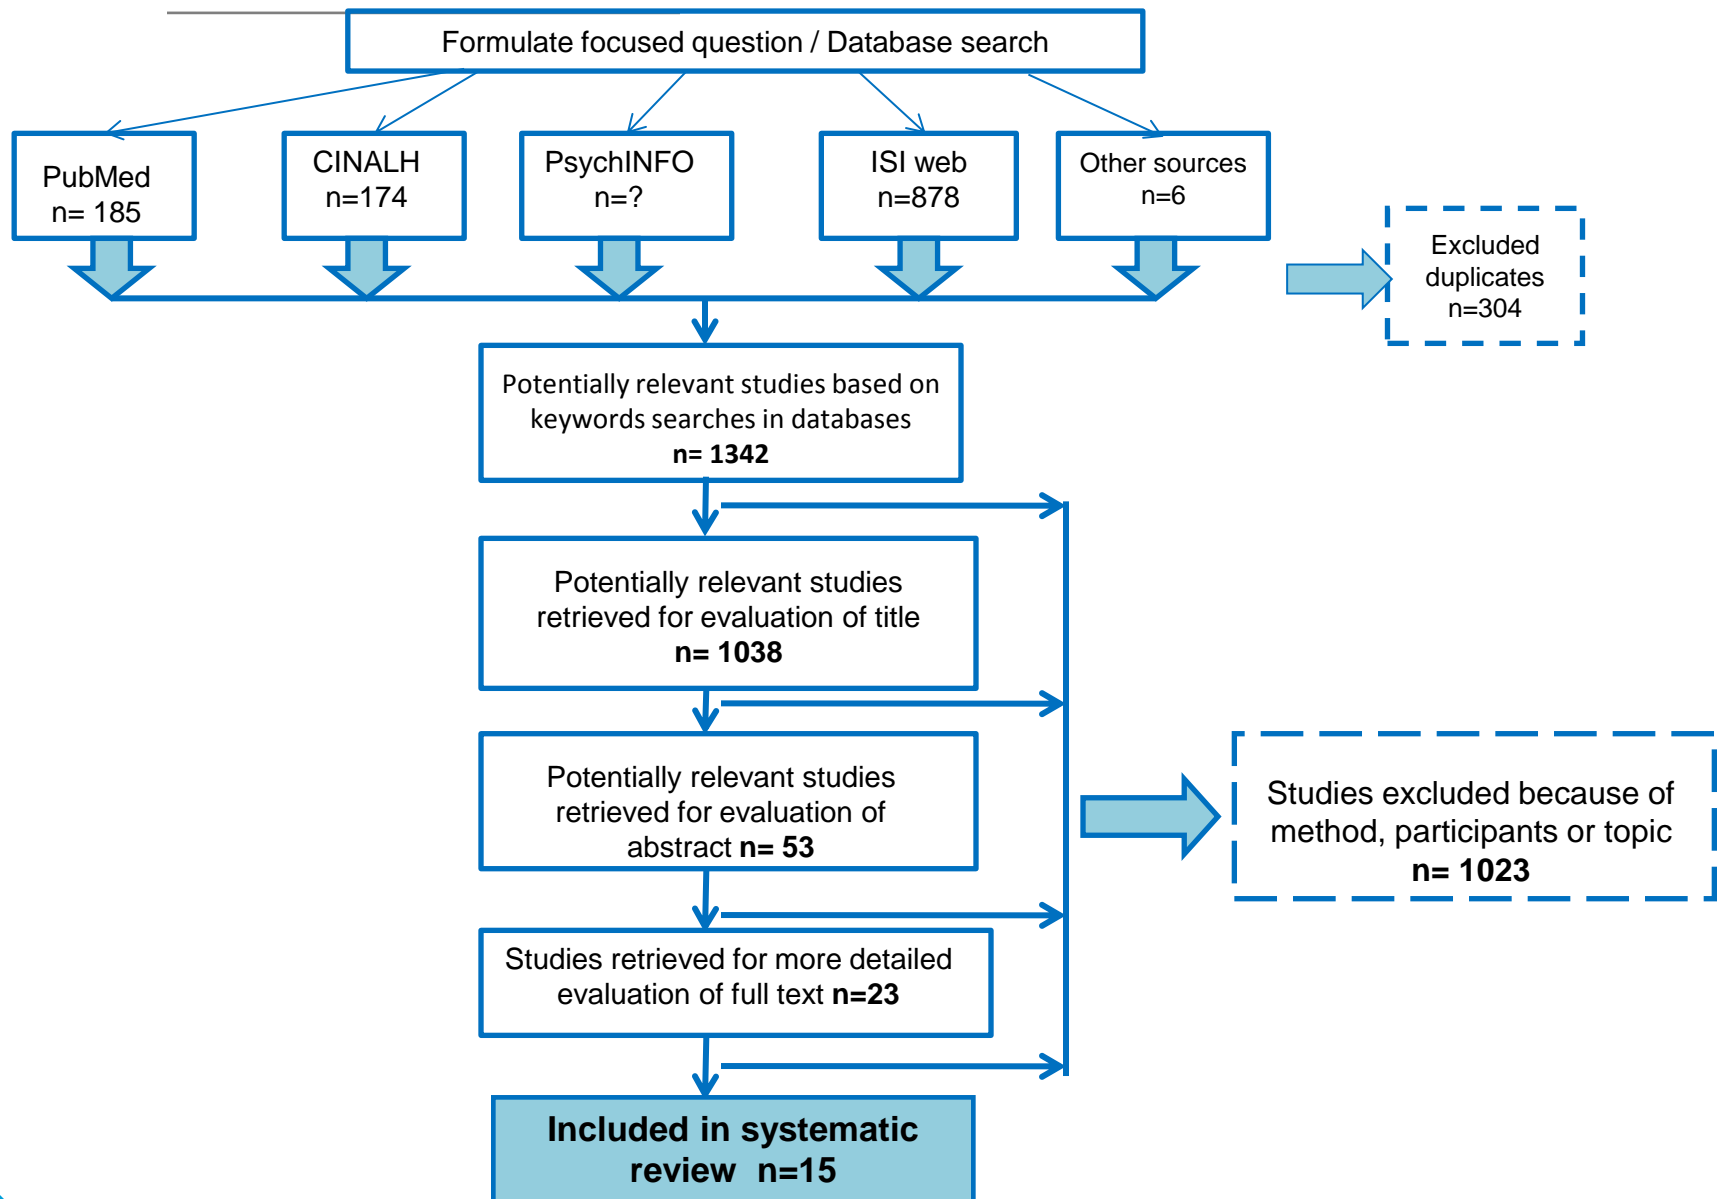 Formulate focused question / Database search
PubMed
n= 185
CINALH
n=174
PsychINFO
n=?
ISI web
n=878
Other sources
n=6
Excluded
duplicates
n=304
Potentially relevant studies based on
keywords searches in databases
n= 1342
Potentially relevant studies
retrieved for evaluation of title
n= 1038
Potentially relevant studies
retrieved for evaluation of
abstract n= 53
Studies excluded because of
method, participants or topic
n= 1023
Studies retrieved for more detailed
evaluation of full text n=23
Included in systematic
review n=15